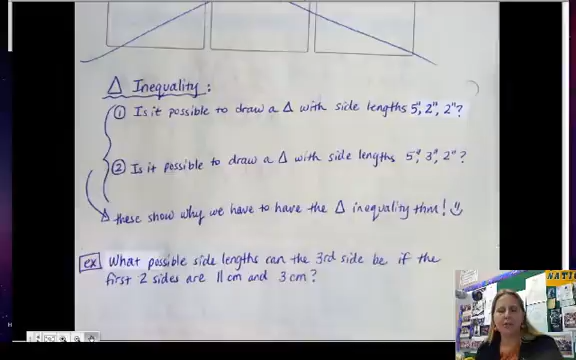 Δ Inequality:
① Is it possible to draw a Δ with side lengths 5", 2", 2"?
② Is it possible to draw a Δ with side lengths 5", 3", 2"?
these show why we have to have the Δ inequality thm! ☺
ex What possible side lengths can the 3rd side be if the
first 2 sides are 11 cm and 3 cm?